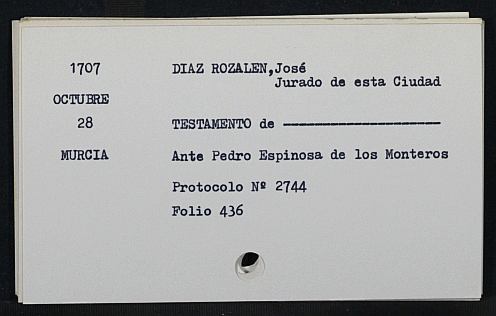 1707 DIAZ ROZALEN,José
Jurado de esta Ciudad
OCTUBRE
28 TESTAMENTO de --------------------
MURCIA Ante Pedro Espinosa de los Monteros
Protocolo Nº 2744
Folio 436